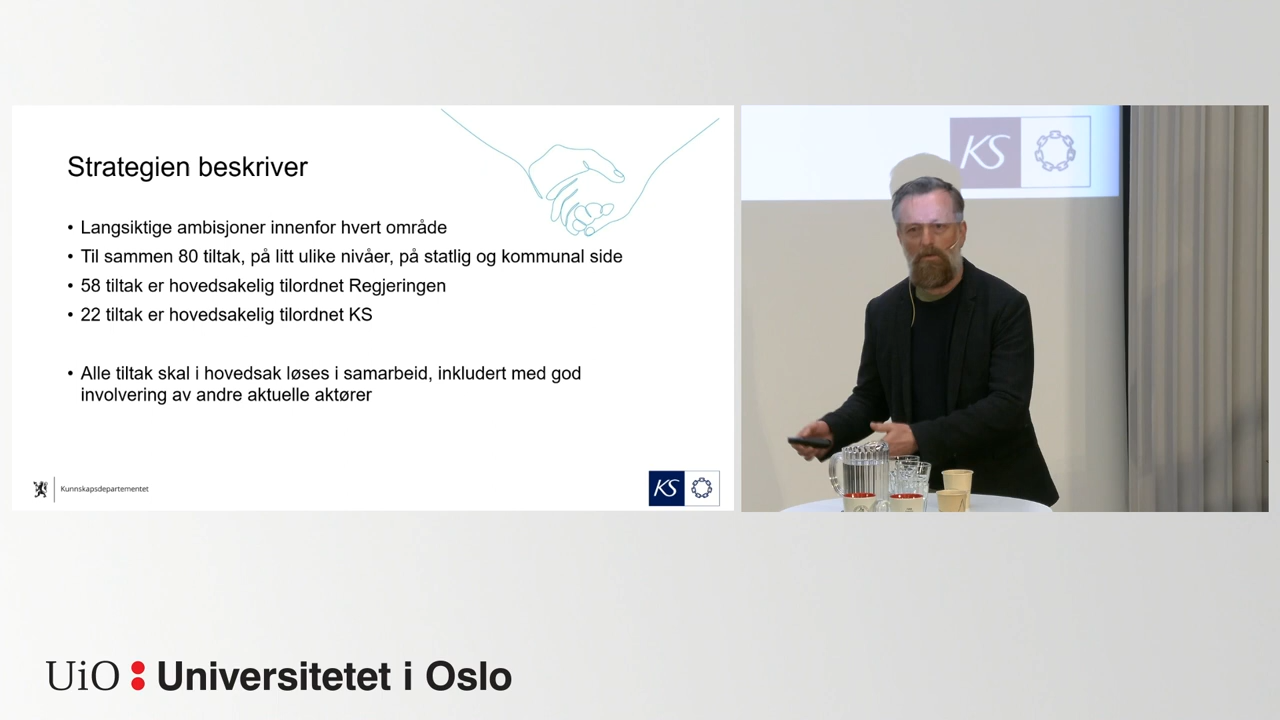 Strategien beskriver
• Langsiktige ambisjoner innenfor hvert område
• Til sammen 80 tiltak, på litt ulike nivåer, på statlig og kommunal side
• 58 tiltak er hovedsakelig tilordnet Regjeringen
• 22 tiltak er hovedsakelig tilordnet KS
• Alle tiltak skal i hovedsak løses i samarbeid, inkludert med god
involvering av andre aktuelle aktører
Kunnskapsdepartementet
KS
KS
UiO : Universitetet i Oslo